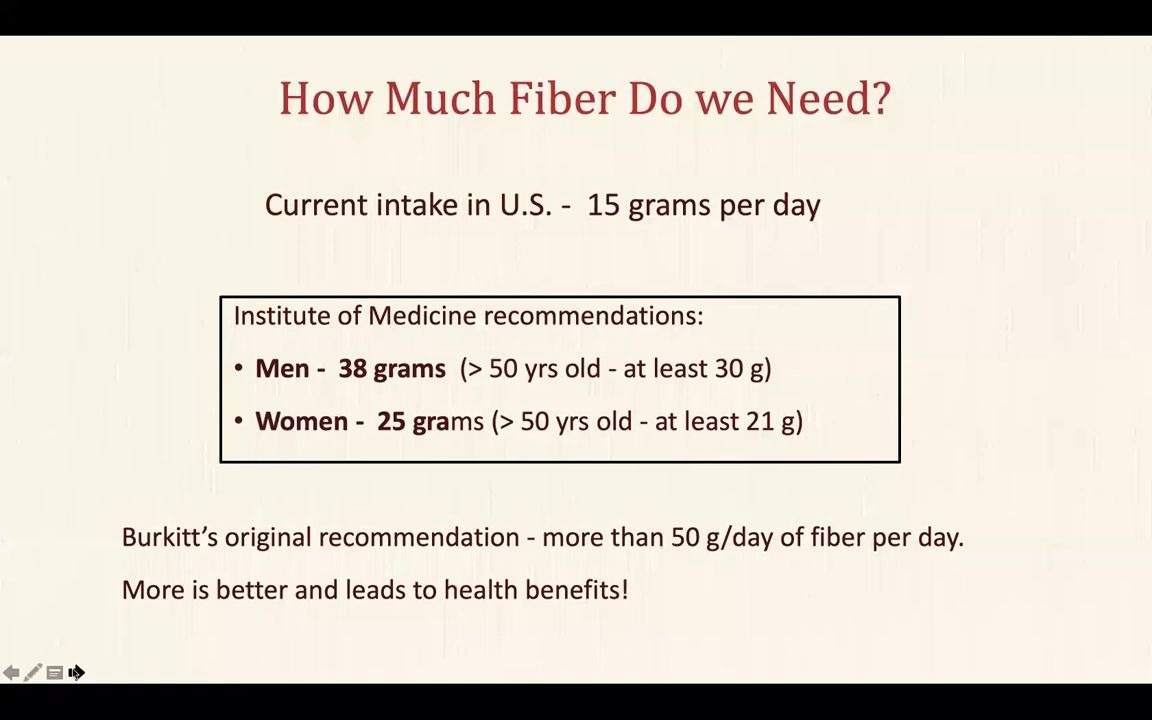 How Much Fiber Do we Need?
Current intake in U.S. -  15 grams per day
Institute of Medicine recommendations:
• Men -  38 grams  (> 50 yrs old - at least 30 g)
• Women -  25 grams (> 50 yrs old - at least 21 g)
Burkitt’s original recommendation - more than 50 g/day of fiber per day.
More is better and leads to health benefits!